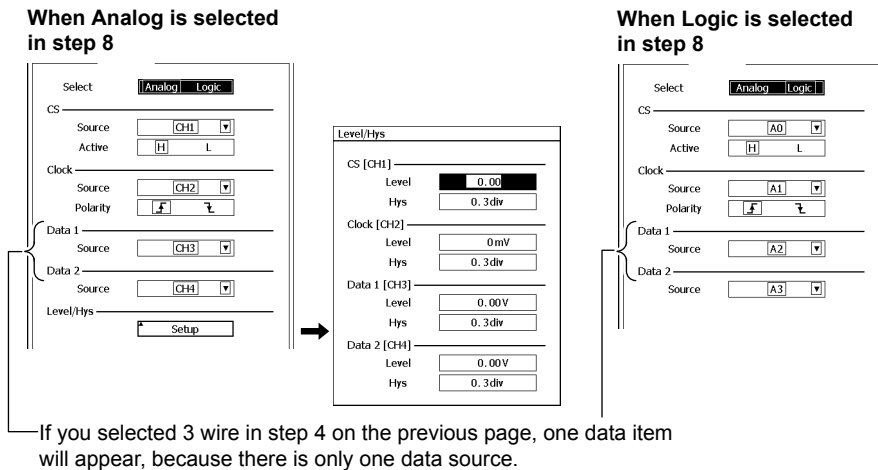 When Analog is selected
in step 8
Select Analog Logic
CS
Source CH1
Active H L
Clock
Source CH2
Polarity
Data 1
Source CH3
Data 2
Source CH4
Level/Hys
Setup
Level/Hys
CS [CH1]
Level 0.00
Hys 0.3div
Clock [CH2]
Level 0mV
Hys 0.3div
Data 1 [CH3]
Level 0.00V
Hys 0.3div
Data 2 [CH4]
Level 0.00V
Hys 0.3div
When Logic is selected
in step 8
Select Analog Logic
CS
Source A0
Active H L
Clock
Source A1
Polarity
Data 1
Source A2
Data 2
Source A3
If you selected 3 wire in step 4 on the previous page, one data item
will appear, because there is only one data source.